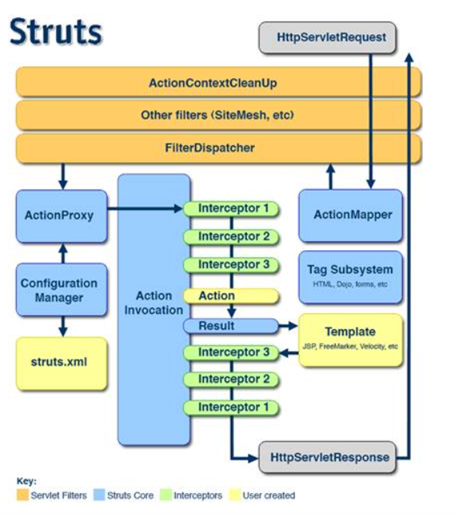 Struts
HttpServletRequest
ActionContextCleanUp
Other filters (SiteMesh, etc)
FilterDispatcher
ActionProxy
Interceptor 1
ActionMapper
Interceptor 2
Interceptor 3
Tag Subsystem
HTML, Dojo, forms, etc
Configuration
Manager
Action
Invocation
Action
Result
Template
JSP, FreeMarker, Velocity, etc
struts.xml
Interceptor 3
Interceptor 2
Interceptor 1
HttpServletResponse
Key:
Servlet Filters
Struts Core
Interceptors
User created